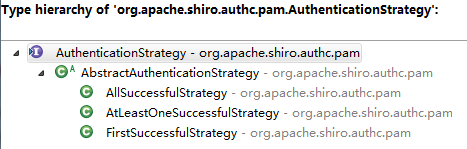 Type hierarchy of 'org.apache.shiro.authc.pam.AuthenticationStrategy':
I AuthenticationStrategy - org.apache.shiro.authc.pam
C A AbstractAuthenticationStrategy - org.apache.shiro.authc.pam
C AllSuccessfulStrategy - org.apache.shiro.authc.pam
C AtLeastOneSuccessfulStrategy - org.apache.shiro.authc.pam
C FirstSuccessfulStrategy - org.apache.shiro.authc.pam